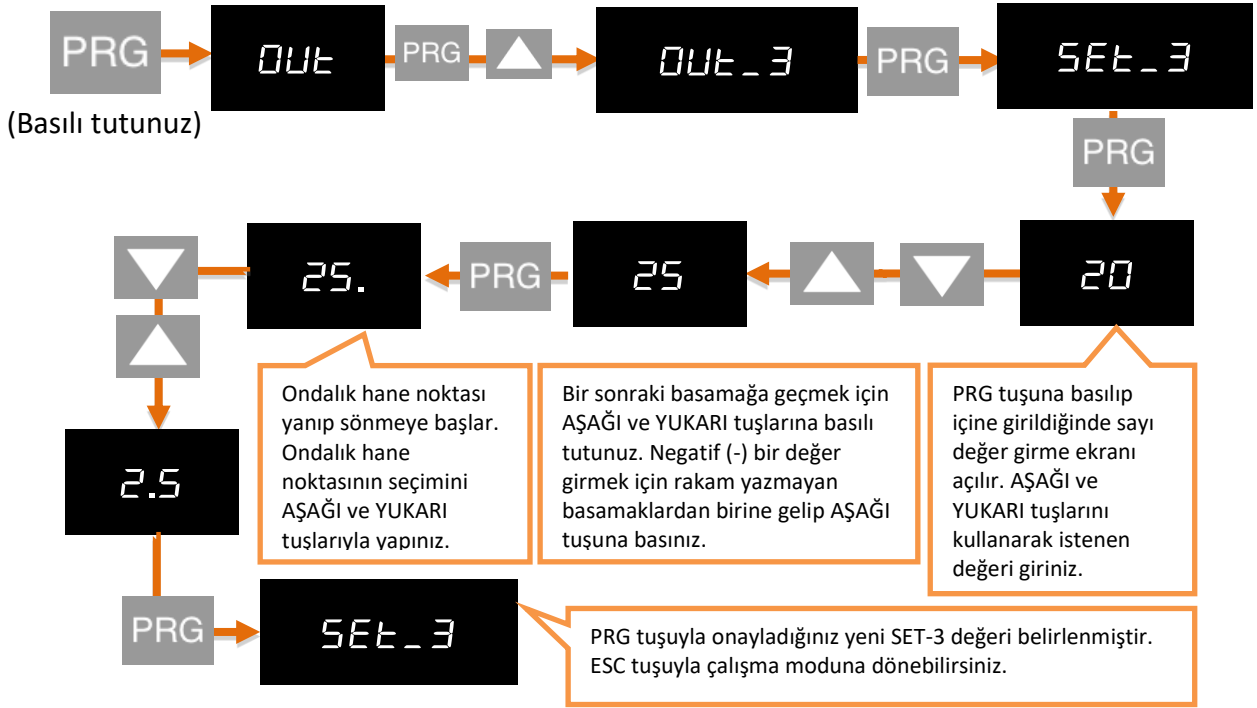 PRG
OUt
PRG
OUt_3
PRG
SEt_3
(Basılı tutunuz)
PRG
25.
PRG
25
20
Ondalık hane noktası
yanıp sönmeye başlar.
Ondalık hane
noktasının seçimini
AŞAĞI ve YUKARI
tuşlarıyla yapınız.
Bir sonraki basamağa geçmek için
AŞAĞI ve YUKARI tuşlarına basılı
tutunuz. Negatif (-) bir değer
girmek için rakam yazmayan
basamaklardan birine gelip AŞAĞI
tuşuna basınız.
PRG tuşuna basılıp
içine girildiğinde sayı
değer girme ekranı
açılır. AŞAĞI ve
YUKARI tuşlarını
kullanarak istenen
değeri giriniz.
2.5
PRG
SEt_3
PRG tuşuyla onayladığınız yeni SET-3 değeri belirlenmiştir.
ESC tuşuyla çalışma moduna dönebilirsiniz.